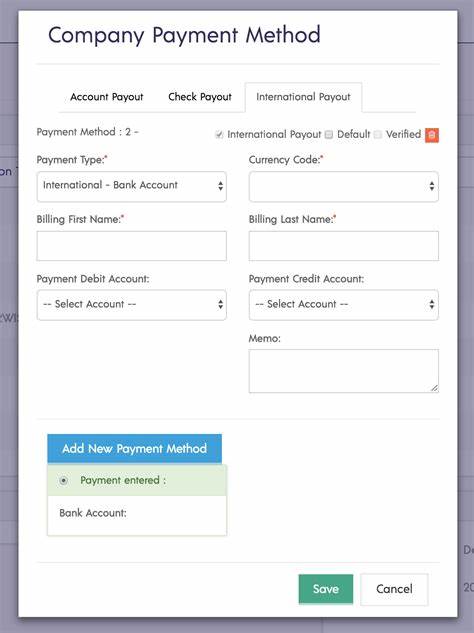 Company Payment Method
Account Payout Check Payout International Payout
Payment Method : 2 - International Payout Default Verified
Payment Type:* Currency Code:*
International - Bank Account
Billing First Name:* Billing Last Name:*
Payment Debit Account: Payment Credit Account:
-- Select Account -- -- Select Account --
Memo:
Add New Payment Method
Payment entered :
Bank Account:
Save Cancel